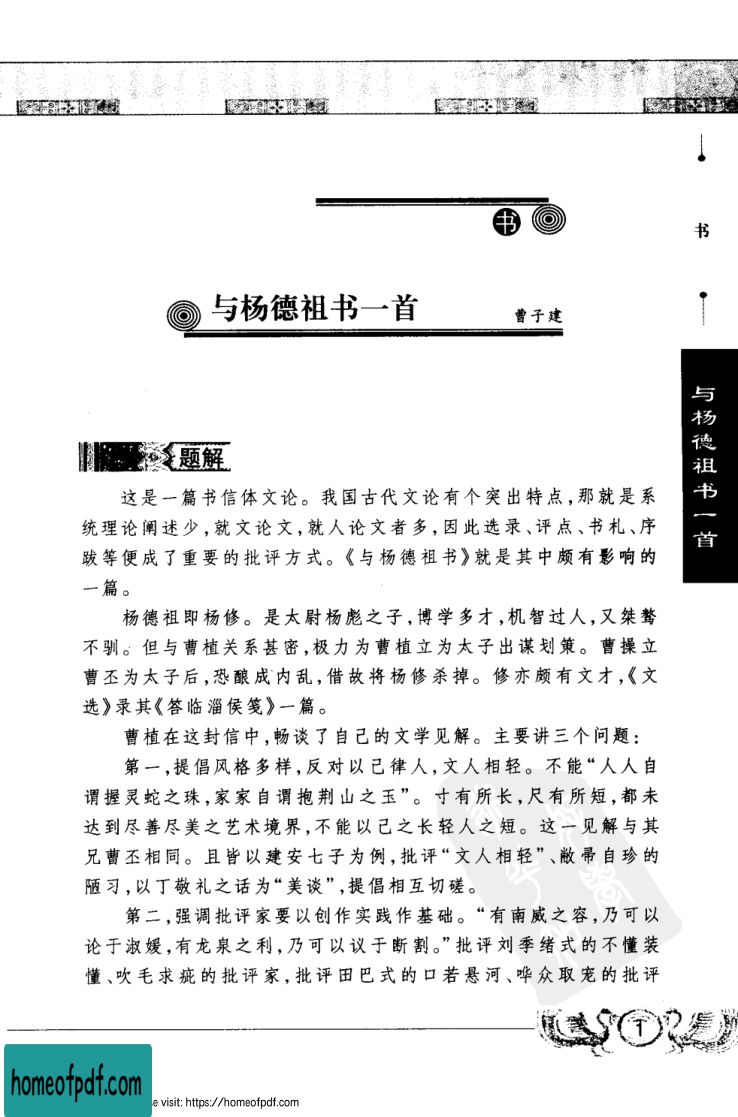 书
与杨德祖书一首
曹子建
书
与杨德祖书一首
题解
这是一篇书信体文论。我国古代文论有个突出特点,那就是系
统理论阐述少,就文论文,就人论文者多,因此选录、评点、书札、序
跋等便成了重要的批评方式。《与杨德祖书》就是其中颇有影响的
一篇。
杨德祖即杨修。是太尉杨彪之子,博学多才,机智过人,又桀骜
不驯。但与曹植关系甚密,极力为曹植立为太子出谋划策。曹操立
曹丕为太子后,恐酿成内乱,借故将杨修杀掉。修亦颇有文才,《文
选》录其《答临淄侯笺》一篇。
曹植在这封信中,畅谈了自己的文学见解。主要讲三个问题:
第一,提倡风格多样,反对以己律人,文人相轻。不能“人人自
谓握灵蛇之珠,家家自谓抱荆山之玉”。寸有所长,尺有所短,都未
达到尽善尽美之艺术境界,不能以己之长轻人之短。这一见解与其
兄曹丕相同。且皆以建安七子为例,批评“文人相轻”、敝帚自珍的
陋习,以丁敬礼之话为“美谈”,提倡相互切磋。
第二,强调批评家要以创作实践作基础。“有南威之容,乃可以
论于淑媛,有龙泉之利,乃可以议于断割。”批评刘季绪式的不懂装
懂、吹毛求疵的批评家,批评田巴式的口若悬河、哗众取宠的批评
1
homeofpdf.com
se visit: https://homeofpdf.com